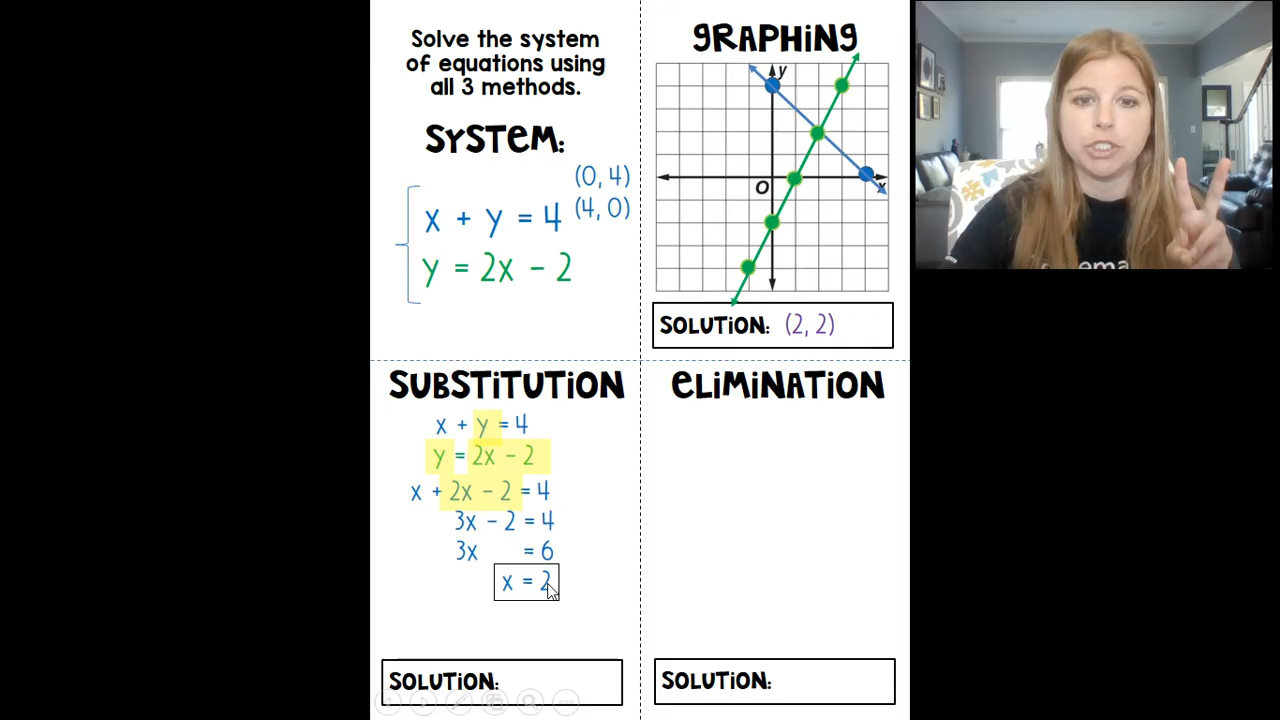 Solve the system
of equations using
all 3 methods.
SYSTEM:
(0, 4)
x + y = 4 (4, 0)
y = 2x - 2
GRAPHING
y
O
x
SOLUTION: (2, 2)
SUBSTITUTION
x + y = 4
y = 2x - 2
x + 2x - 2 = 4
3x - 2 = 4
3x = 6
x = 2
SOLUTION:
ELIMINATION
SOLUTION: